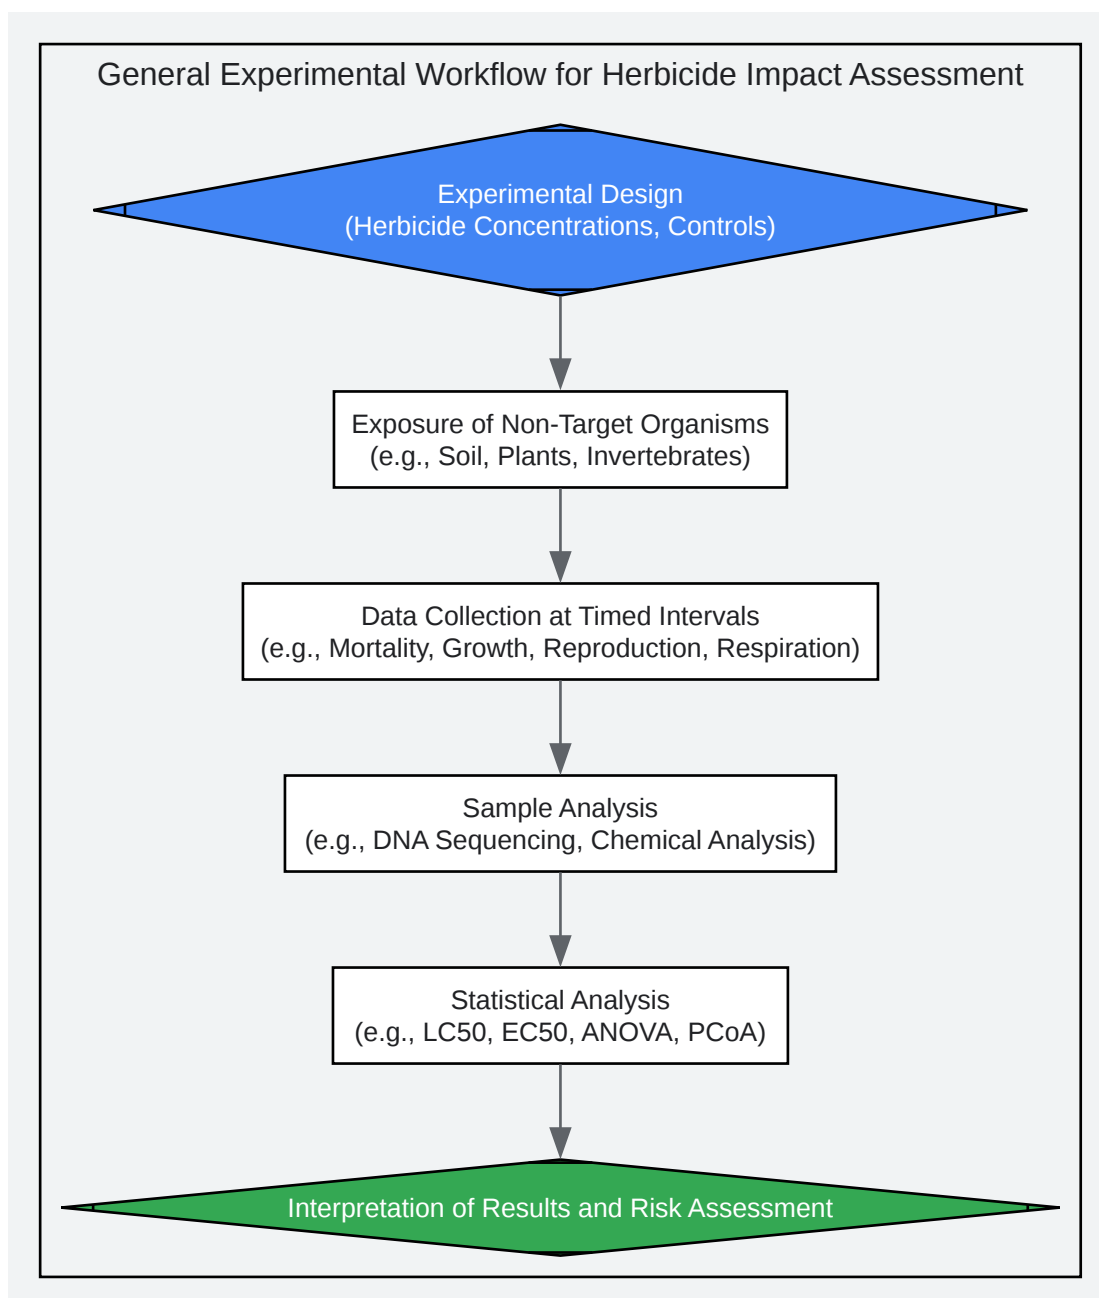 General Experimental Workflow for Herbicide Impact Assessment
Experimental Design
(Herbicide Concentrations, Controls)
Exposure of Non-Target Organisms
(e.g., Soil, Plants, Invertebrates)
Data Collection at Timed Intervals
(e.g., Mortality, Growth, Reproduction, Respiration)
Sample Analysis
(e.g., DNA Sequencing, Chemical Analysis)
Statistical Analysis
(e.g., LC50, EC50, ANOVA, PCoA)
Interpretation of Results and Risk Assessment